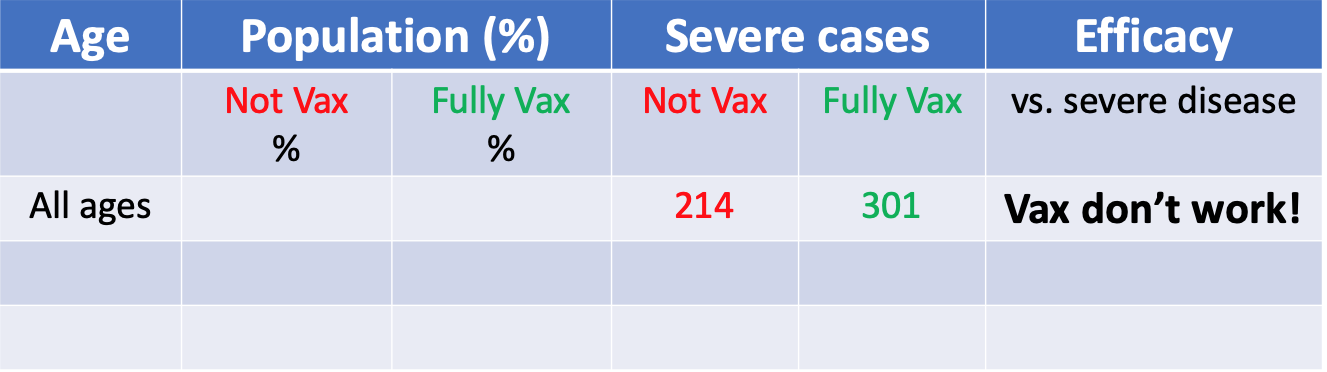 Age Population (%) Severe cases Efficacy
Not Vax Fully Vax Not Vax Fully Vax vs. severe disease
% %
All ages 214 301 Vax don’t work!